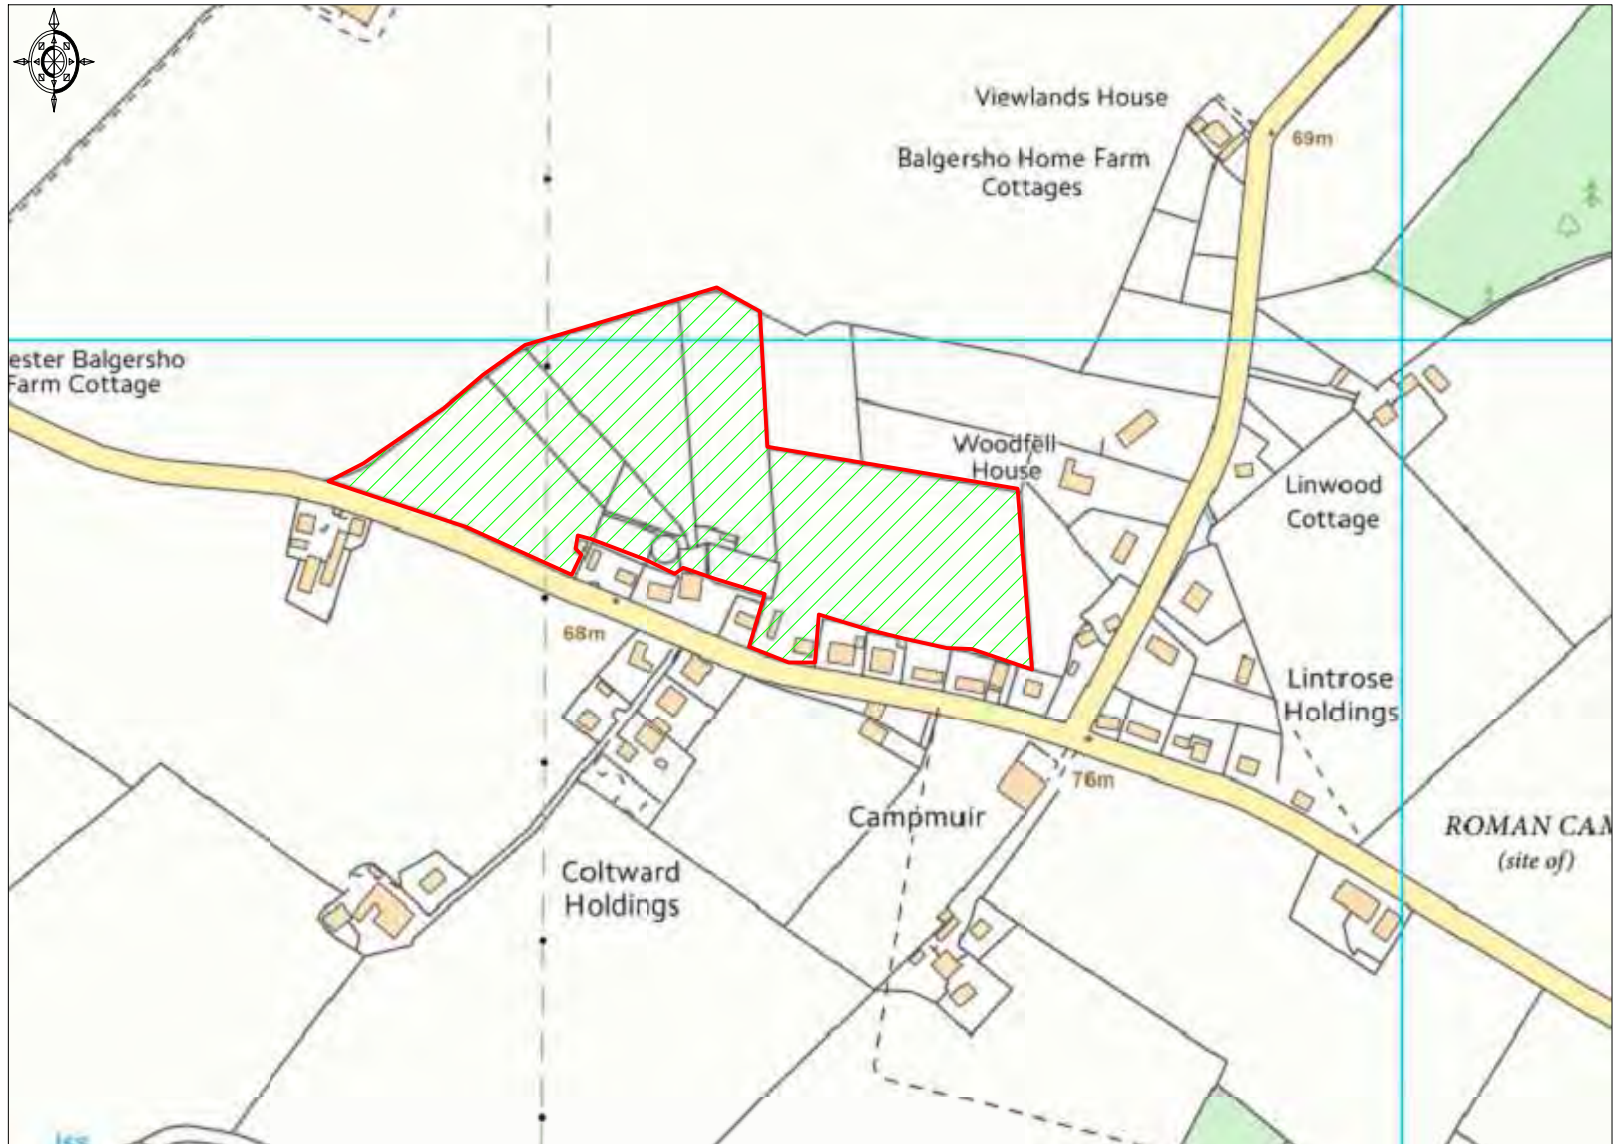 Viewlands House
69m
Balgersho Home Farm
Cottages
ester Balgersho
Farm Cottage
Woodfell
House
Linwood
Cottage
68m
Lintrose
Holdings
76m
Campmuir
ROMAN CAM
(site of)
Coltward
Holdings